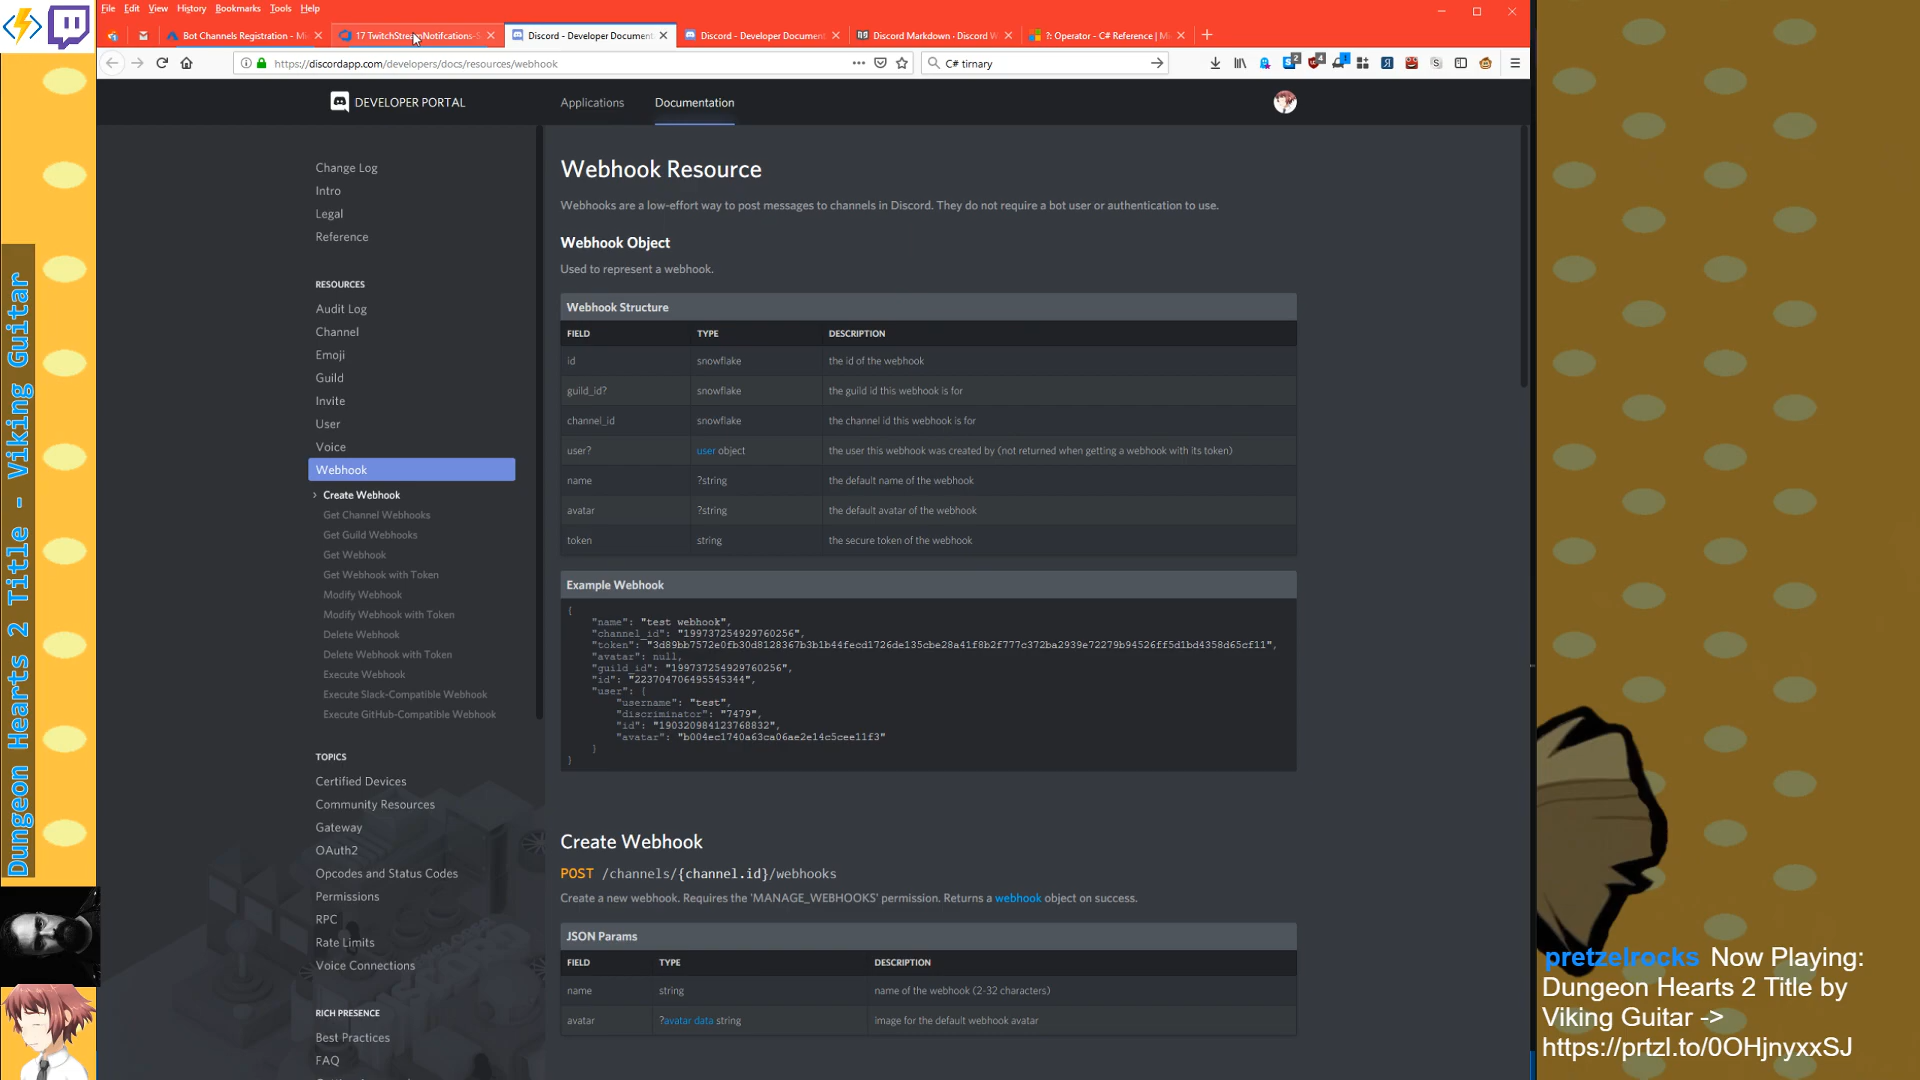 File Edit View History Bookmarks Tools Help
Bot Channels Registration - Mi
17 TwitchStreamNotifcations-S
Discord - Developer Document
Discord - Developer Document
Discord Markdown · Discord W
?: Operator - C# Reference | Mi
https://discordapp.com/developers/docs/resources/webhook
C# tirnary
2
4
1
DEVELOPER PORTAL
Applications
Documentation
Change Log
Intro
Legal
Reference
RESOURCES
Audit Log
Channel
Emoji
Guild
Invite
User
Voice
Webhook
Create Webhook
Get Channel Webhooks
Get Guild Webhooks
Get Webhook
Get Webhook with Token
Modify Webhook
Modify Webhook with Token
Delete Webhook
Delete Webhook with Token
Execute Webhook
Execute Slack-Compatible Webhook
Execute GitHub-Compatible Webhook
TOPICS
Certified Devices
Community Resources
Gateway
OAuth2
Opcodes and Status Codes
Permissions
RPC
Rate Limits
Voice Connections
RICH PRESENCE
Best Practices
FAQ
Webhook Resource
Webhooks are a low-effort way to post messages to channels in Discord. They do not require a bot user or authentication to use.
Webhook Object
Used to represent a webhook.
Webhook Structure
FIELD TYPE DESCRIPTION
id snowflake the id of the webhook
guild_id? snowflake the guild id this webhook is for
channel_id snowflake the channel id this webhook is for
user? user object the user this webhook was created by (not returned when getting a webhook with its token)
name ?string the default name of the webhook
avatar ?string the default avatar of the webhook
token string the secure token of the webhook
Example Webhook
{
"name": "test webhook",
"channel_id": "199737254929760256",
"token": "3d89bb7572e0fb30d8128367b3b1b44fecd1726de135cbe28a41f8b2f777c372ba2939e72279b94526ff5d1bd4358d65cf11",
"avatar": null,
"guild_id": "199737254929760256",
"id": "223704706495545344",
"user": {
"username": "test",
"discriminator": "7479",
"id": "190320984123768832",
"avatar": "b004ec1740a63ca06ae2e14c5cee11f3"
}
}
Create Webhook
POST /channels/{channel.id}/webhooks
Create a new webhook. Requires the 'MANAGE_WEBHOOKS' permission. Returns a webhook object on success.
JSON Params
FIELD TYPE DESCRIPTION
name string name of the webhook (2-32 characters)
avatar ?avatar data string image for the default webhook avatar
Dungeon Hearts 2 Title - Viking Guitar
pretzelrocks Now Playing:
Dungeon Hearts 2 Title by
Viking Guitar ->
https://prtzl.to/0OHjnyxxSJ